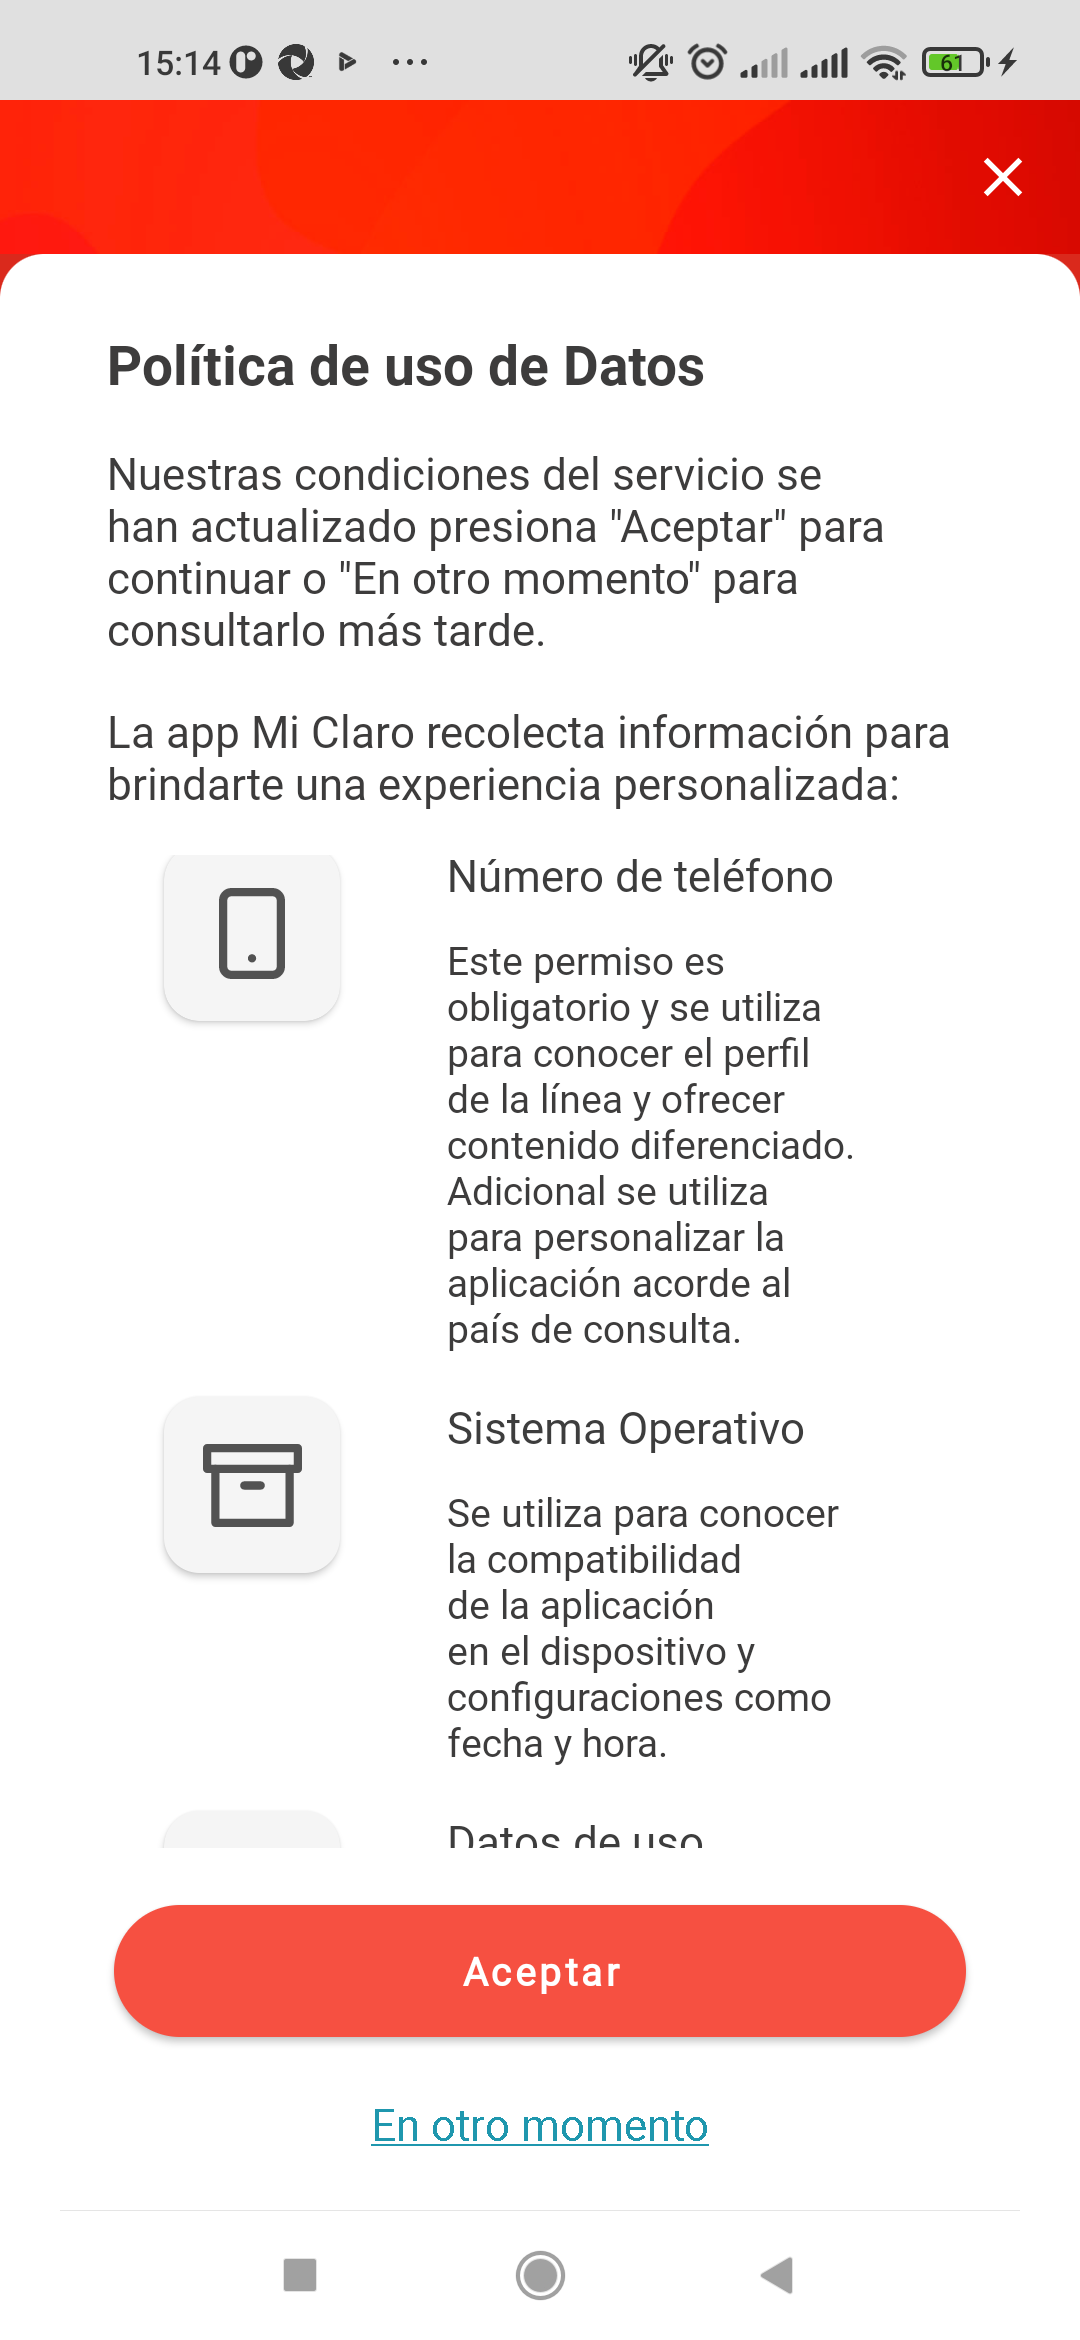 15:14
61
Política de uso de Datos
Nuestras condiciones del servicio se
han actualizado presiona "Aceptar" para
continuar o "En otro momento" para
consultarlo más tarde.
La app Mi Claro recolecta información para
brindarte una experiencia personalizada:
Número de teléfono
Este permiso es
obligatorio y se utiliza
para conocer el perfil
de la línea y ofrecer
contenido diferenciado.
Adicional se utiliza
para personalizar la
aplicación acorde al
país de consulta.
Sistema Operativo
Se utiliza para conocer
la compatibilidad
de la aplicación
en el dispositivo y
configuraciones como
fecha y hora.
Datos de uso
Aceptar
En otro momento